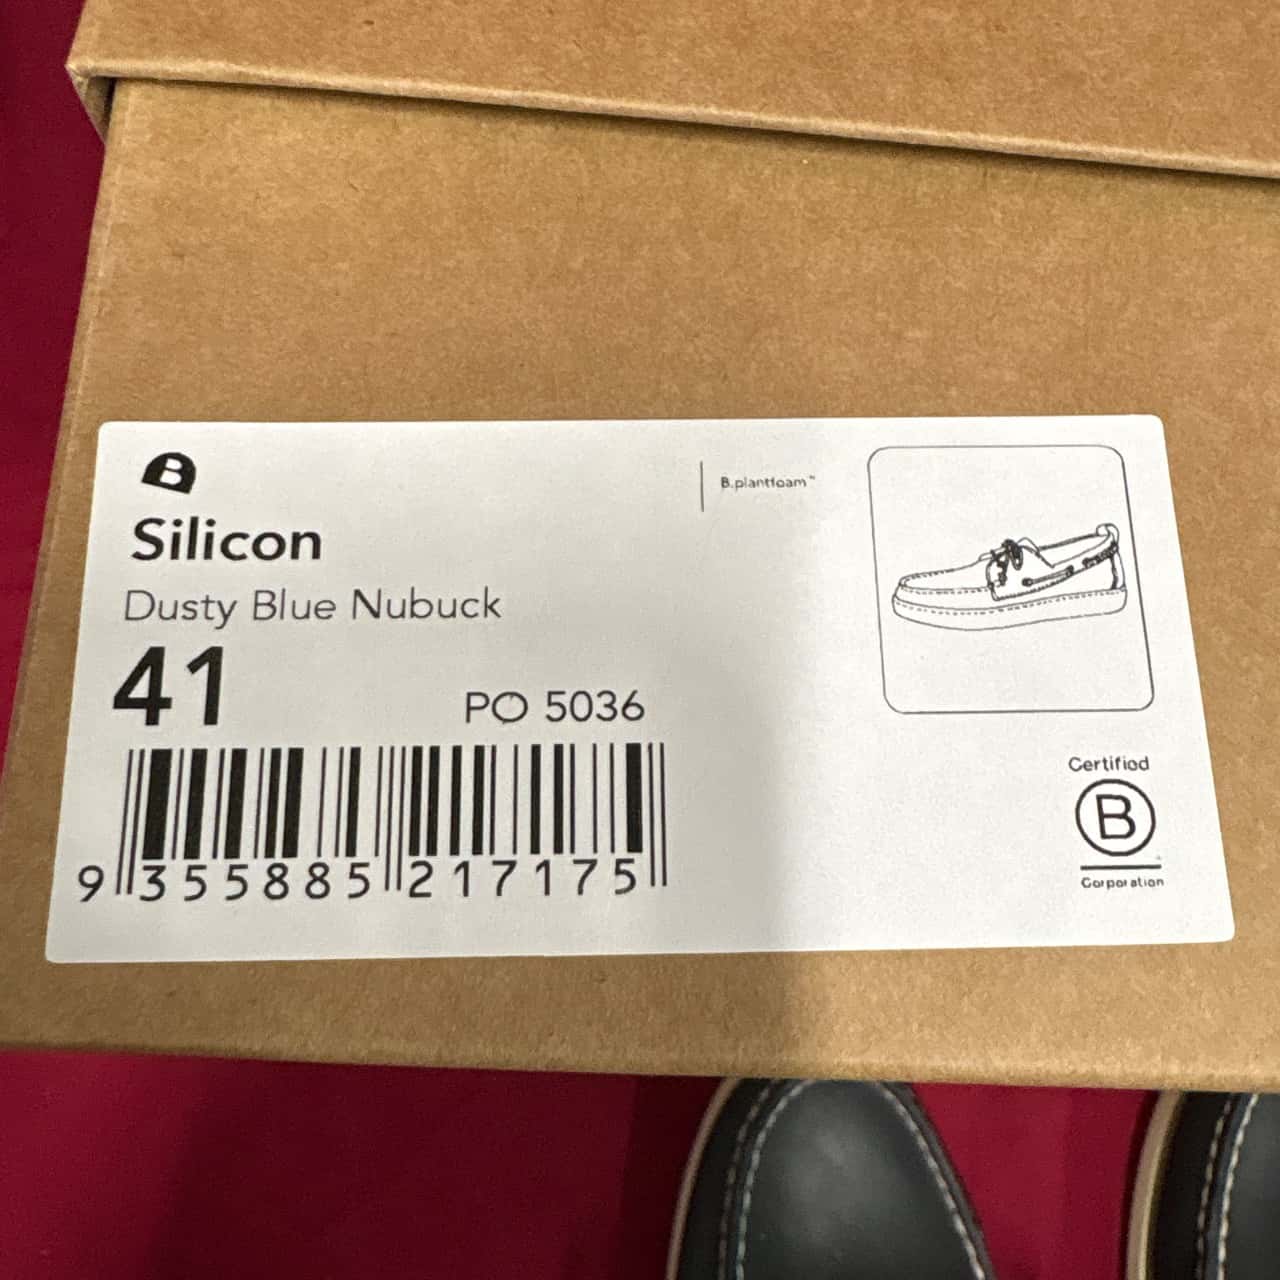 B
Silicon
Dusty Blue Nubuck
41
PO 5036
9 355885 217175
B.plantfoam™
Certified
B
Corporation